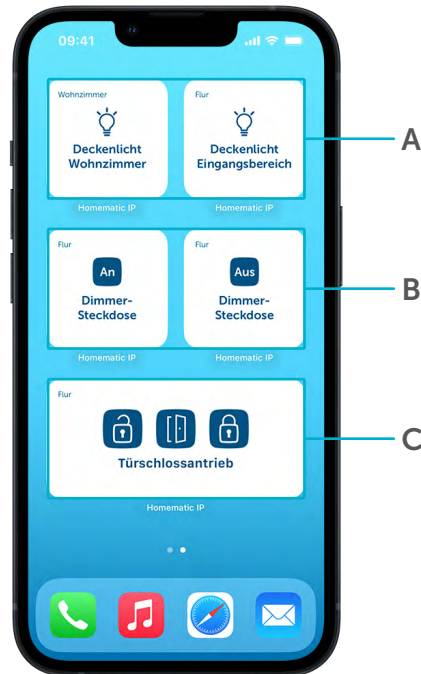 09:41
Wohnzimmer
Deckenlicht
Wohnzimmer
Homematic IP
Flur
Deckenlicht
Eingangsbereich
Homematic IP
A
Flur
An
Dimmer-
Steckdose
Homematic IP
Flur
Aus
Dimmer-
Steckdose
Homematic IP
B
Flur
Türschlossantrieb
Homematic IP
C